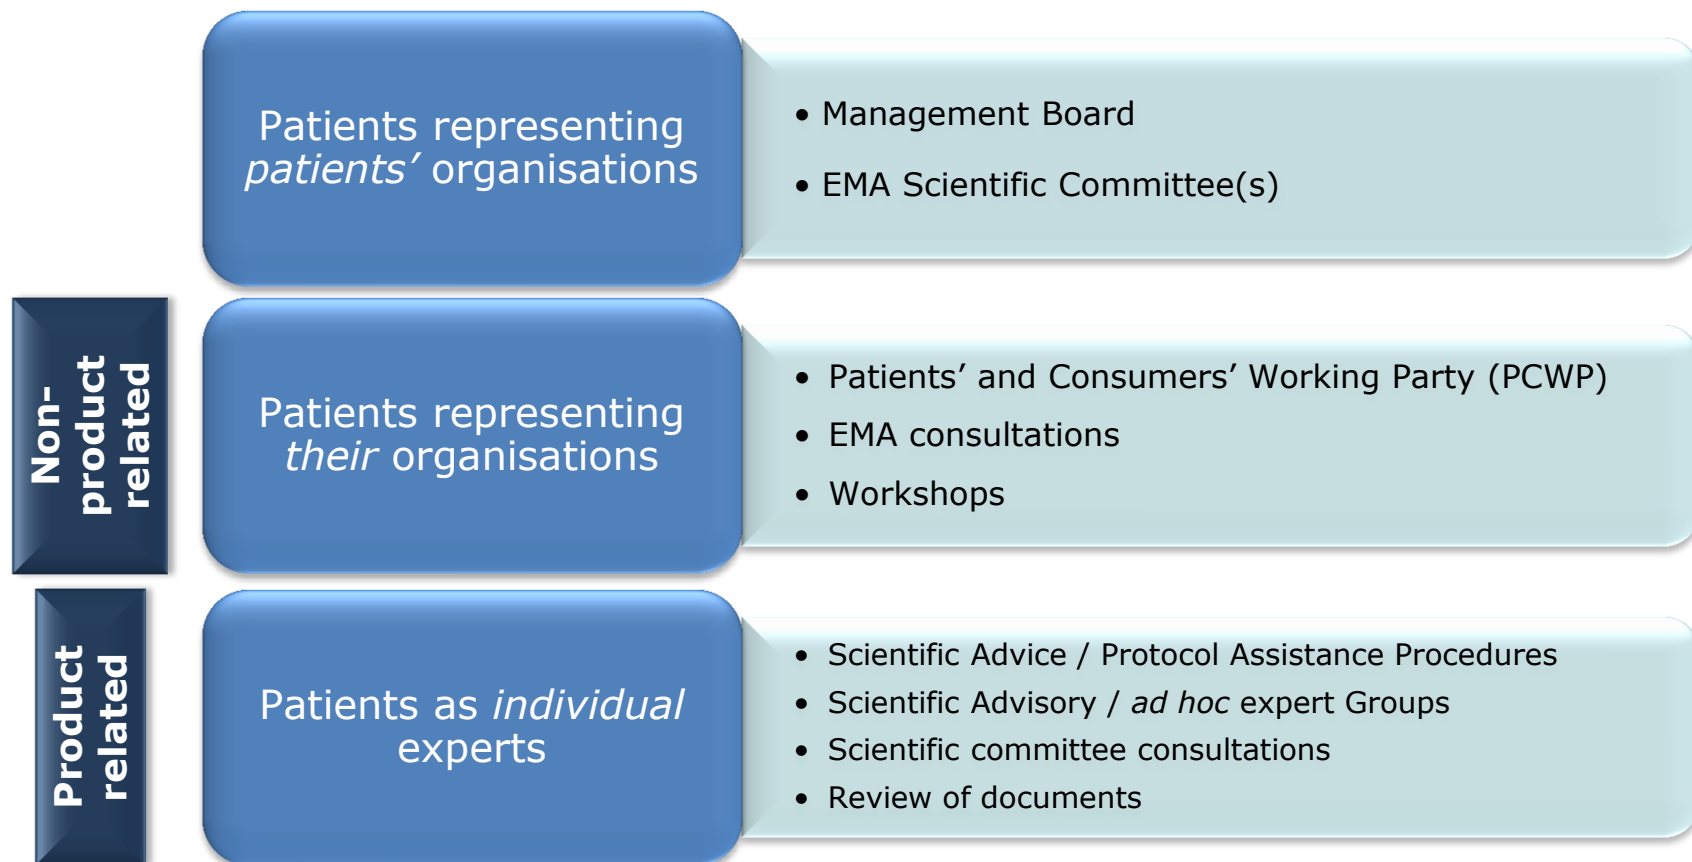 Patients representing
patients’ organisations
• Management Board
• EMA Scientific Committee(s)
Non-
product
related
Patients representing
their organisations
• Patients’ and Consumers’ Working Party (PCWP)
• EMA consultations
• Workshops
Product
related
Patients as individual
experts
• Scientific Advice / Protocol Assistance Procedures
• Scientific Advisory / ad hoc expert Groups
• Scientific committee consultations
• Review of documents